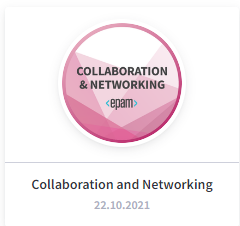 COLLABORATION
& NETWORKING
<epam>
Collaboration and Networking
22.10.2021